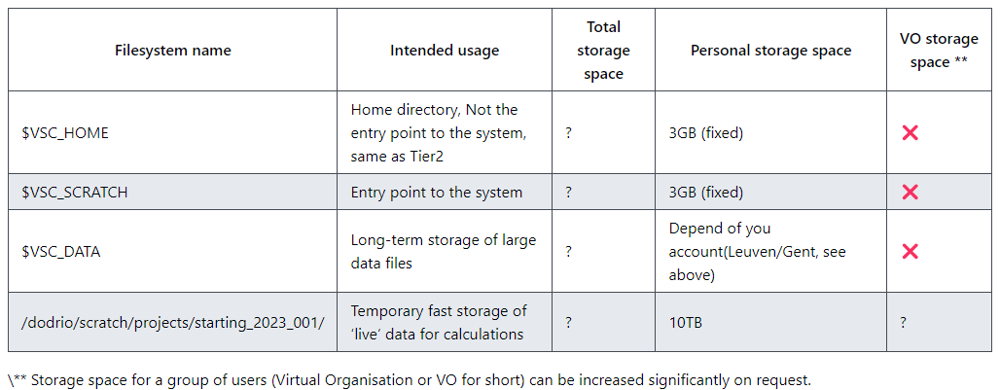 Filesystem name
Intended usage
Total
storage
space
Personal storage space
VO storage
space **
$VSC_HOME
Home directory, Not the
entry point to the system,
same as Tier2
?
3GB (fixed)
❌
$VSC_SCRATCH
Entry point to the system
?
3GB (fixed)
❌
$VSC_DATA
Long-term storage of large
data files
?
Depend of you
account(Leuven/Gent, see
above)
❌
/dodrio/scratch/projects/starting_2023_001/
Temporary fast storage of
‘live’ data for calculations
?
10TB
?
\** Storage space for a group of users (Virtual Organisation or VO for short) can be increased significantly on request.